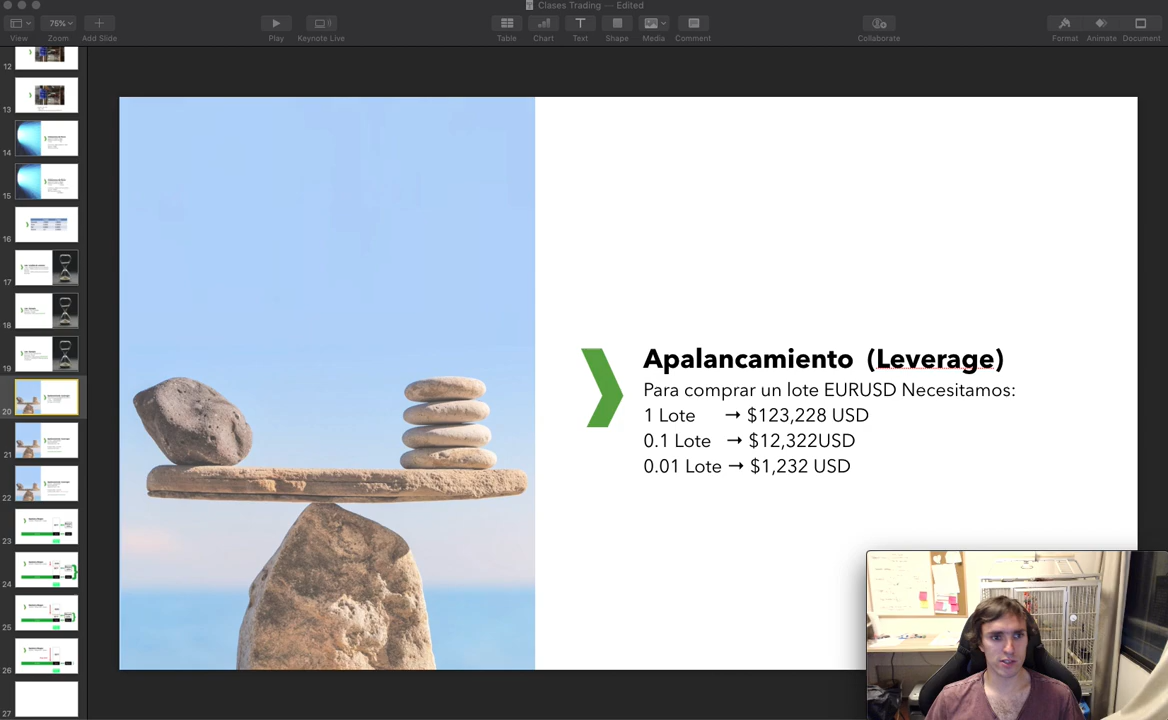 Clases Trading — Edited
75%
View
Zoom
Add Slide
Play
Keynote Live
Table
Chart
Text
Shape
Media
Comment
Collaborate
Format
Animate
Document
12
13
14
15
16
17
18
19
20
21
22
23
24
25
26
27
Apalancamiento (Leverage)
Para comprar un lote EURUSD Necesitamos:
1 Lote → $123,228 USD
0.1 Lote → $12,322USD
0.01 Lote → $1,232 USD